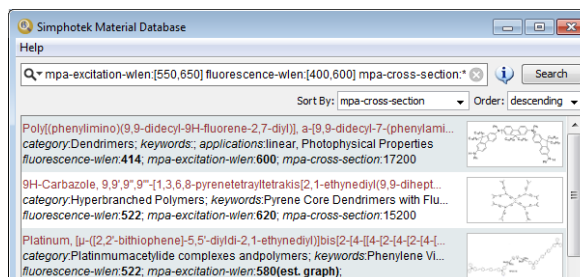 Simphotek Material Database
Help
mpa-excitation-wlen:[550,650] fluorescence-wlen:[400,600] mpa-cross-section:*
Search
Sort By: mpa-cross-section Order: descending
Poly[(phenylimino)(9,9-didecyl-9H-fluorene-2,7-diyl)], a-[9,9-didecyl-7-(phenylami...
category:Dendrimers; keywords:; applications:linear, Photophysical Properties
fluorescence-wlen:414; mpa-excitation-wlen:600; mpa-cross-section:17200
9H-Carbazole, 9,9',9'',9'''-[1,3,6,8-pyrenetetrayltetrakis[2,1-ethynediyl(9,9-dihept...
category:Hyperbranched Polymers; keywords:Pyrene Core Dendrimers with Flu...
fluorescence-wlen:522; mpa-excitation-wlen:620; mpa-cross-section:15200
Platinum, [μ-([2,2'-bithiophene]-5,5'-diyldi-2,1-ethynediyl)]bis[2-[4-[[4-[2-[4-[2-[4-[...
category:Platinmumacetylide complexes andpolymers; keywords:Phenylene Vi...
fluorescence-wlen:522; mpa-excitation-wlen:580(est. graph);